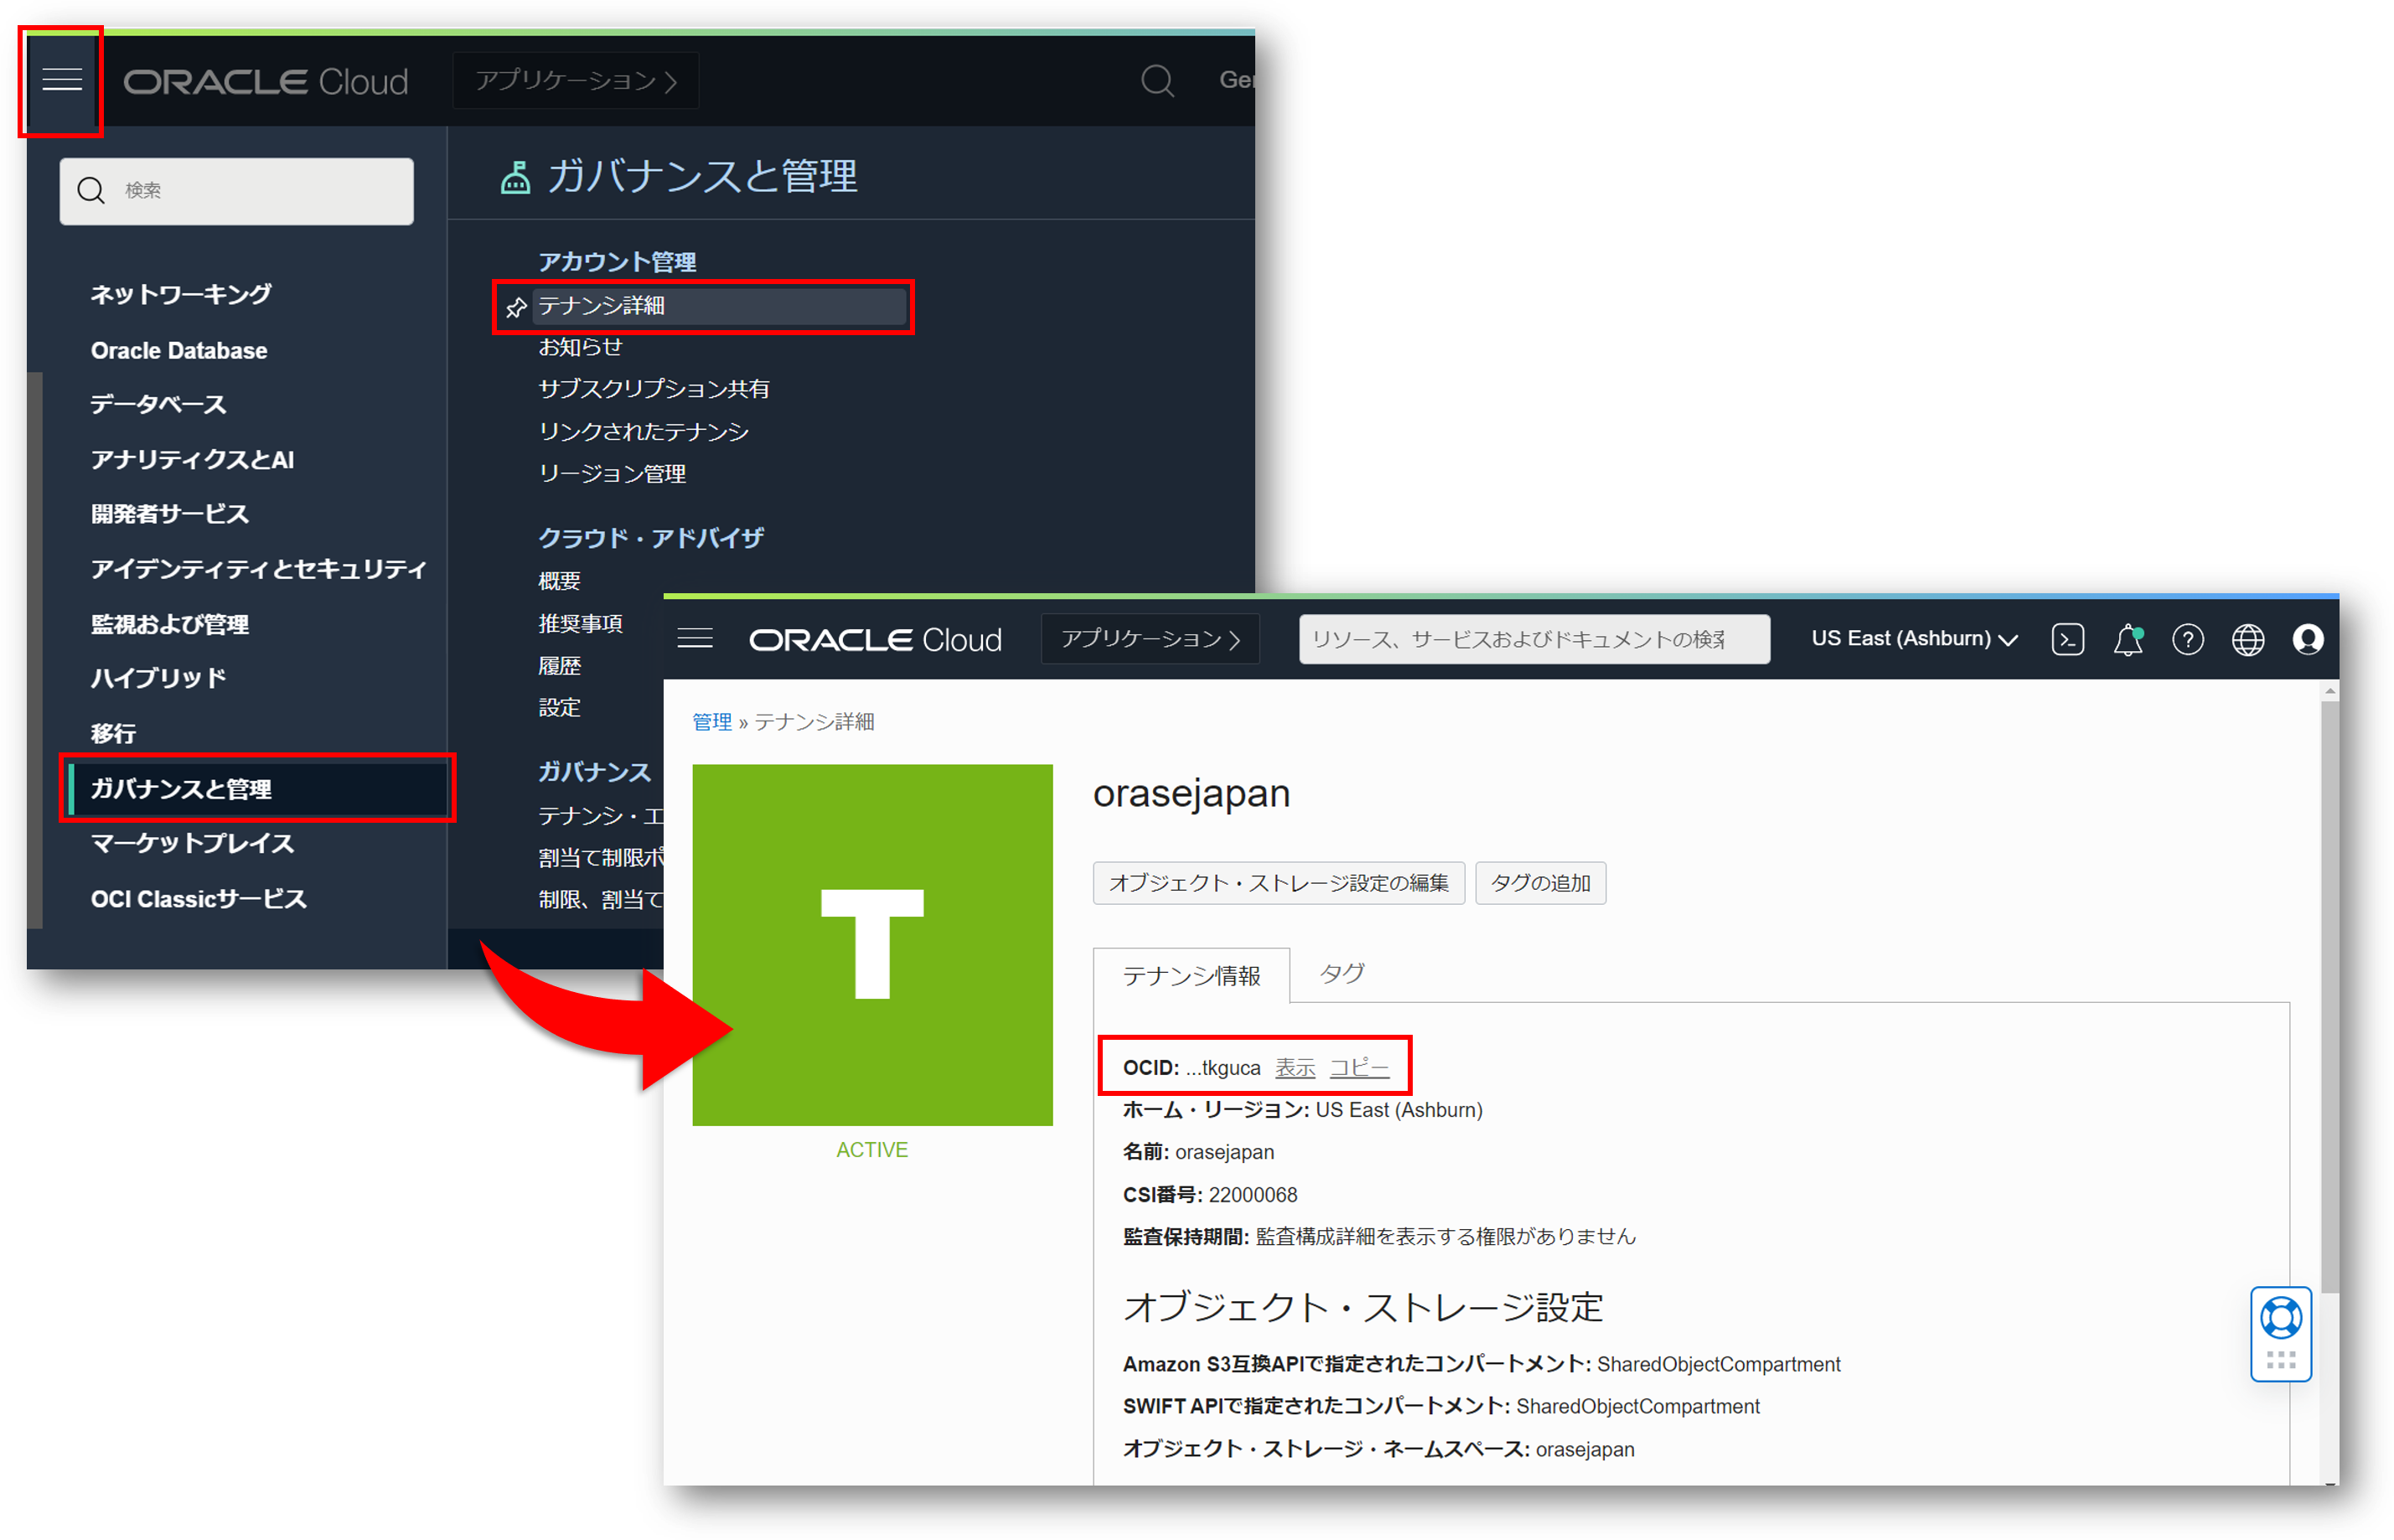 ORACLE Cloud
アプリケーション
検索
ネットワーキング
Oracle Database
データベース
アナリティクスとAI
開発者サービス
アイデンティティとセキュリティ
監視および管理
ハイブリッド
移行
ガバナンスと管理
マーケットプレイス
OCI Classicサービス
ガバナンスと管理
アカウント管理
テナンシ詳細
お知らせ
サブスクリプション共有
リンクされたテナンシ
リージョン管理
クラウド・アドバイザ
概要
推奨事項
履歴
設定
ガバナンス
テナンシ・エ
割当て制限ポ
制限、割当て
ORACLE Cloud
アプリケーション
リソース、サービスおよびドキュメントの検索
US East (Ashburn)
管理 » テナンシ詳細
T
ACTIVE
orasejapan
オブジェクト・ストレージ設定の編集 タグの追加
テナンシ情報 タグ
OCID: ...tkguca 表示 コピー
ホーム・リージョン: US East (Ashburn)
名前: orasejapan
CSI番号: 22000068
監査保持期間: 監査構成詳細を表示する権限がありません
オブジェクト・ストレージ設定
Amazon S3互換APIで指定されたコンパートメント: SharedObjectCompartment
SWIFT APIで指定されたコンパートメント: SharedObjectCompartment
オブジェクト・ストレージ・ネームスペース: orasejapan